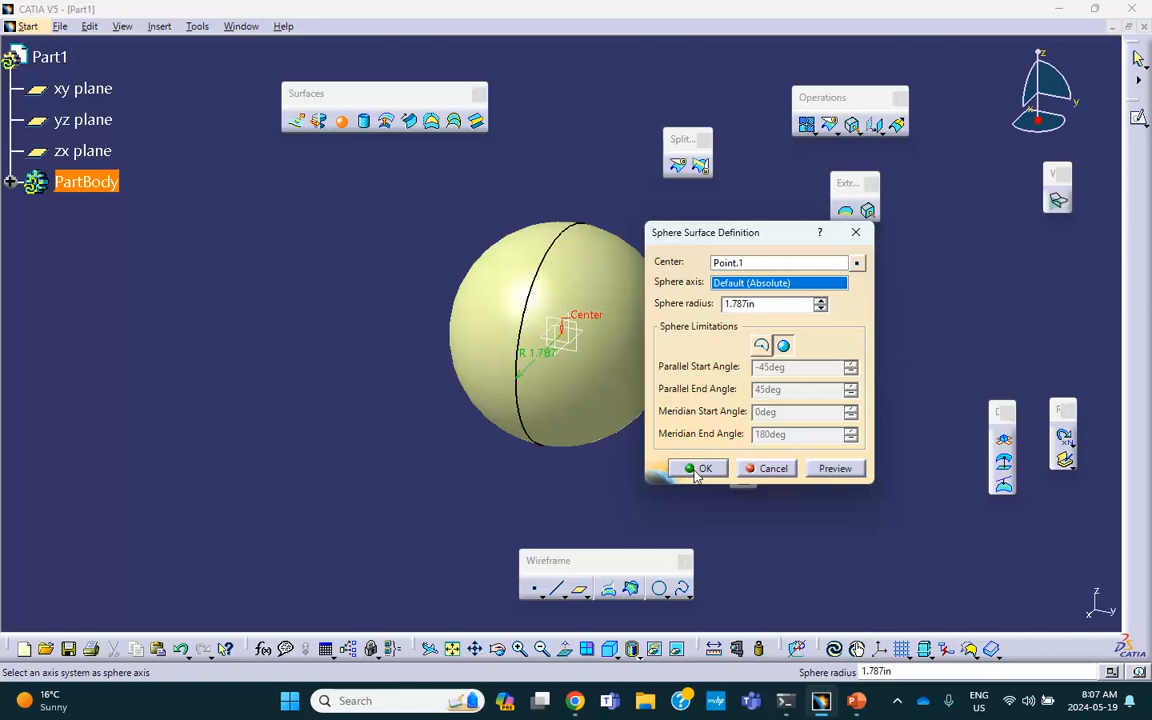 CATIA V5 - [Part1]
Start File Edit View Insert Tools Window Help
Part1
xy plane
yz plane
zx plane
PartBody
Surfaces
Operations
Split...
Extr...
V
z
y
x
Sphere Surface Definition ? 
Center: Point.1
Sphere axis: Default (Absolute)
Sphere radius: 1.787in
Sphere Limitations
Parallel Start Angle: -45deg
Parallel End Angle: 45deg
Meridian Start Angle: 0deg
Meridian End Angle: 180deg
OK Cancel Preview
Center
R 1.787
D
R
Wireframe
z
x y
CATIA
Select an axis system as sphere axis
Sphere radius 1.787in
16°C
Sunny
Search
ENG
US
8:07 AM
2024-05-19